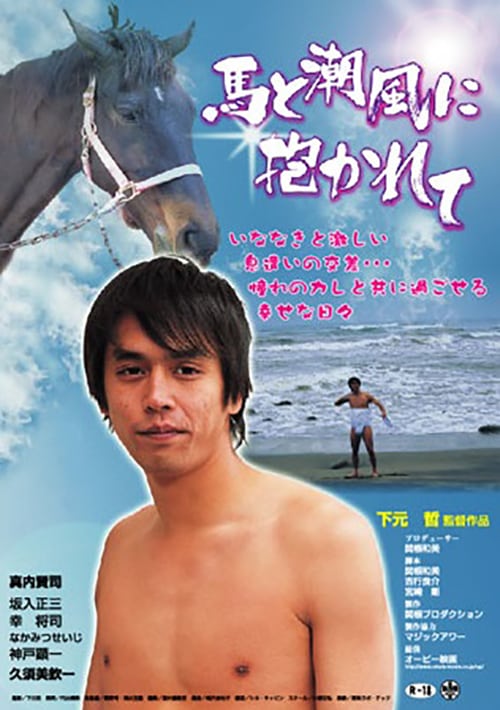 馬と潮風に
抱かれて
いななきと激しい
息遣いの交差・・・
憧れのカレと共に過ごせる
幸せな日々
下元 哲 監督作品
プロデューサー
関根和美
脚本
関根和美
吉行良介
宮崎 剛
製作
関根プロダクション
製作協力
マジックアワー
提供
オーピー映画
真内賢司
坂入正三
幸 将司
なかみつせいじ
神戸顕一
久須美欽一
R-18